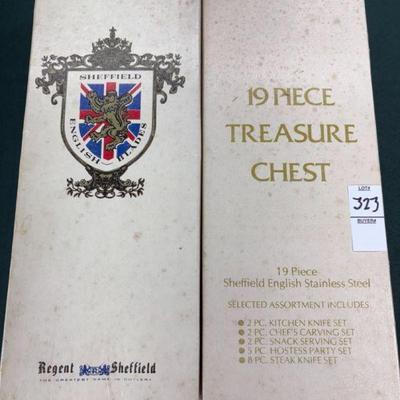 SHEFFIELD
ENGLISH BLADES
Regent Sheffield
THE GREATEST NAME IN CUTLERY
19 PIECE
TREASURE
CHEST
LOT#
323
BUYER#
19 Piece
Sheffield English Stainless Steel
SELECTED ASSORTMENT INCLUDES
2 PC. KITCHEN KNIFE SET
2 PC. CHEF'S CARVING SET
2 PC. SNACK SERVING SET
5 PC. HOSTESS PARTY SET
8 PC. STEAK KNIFE SET